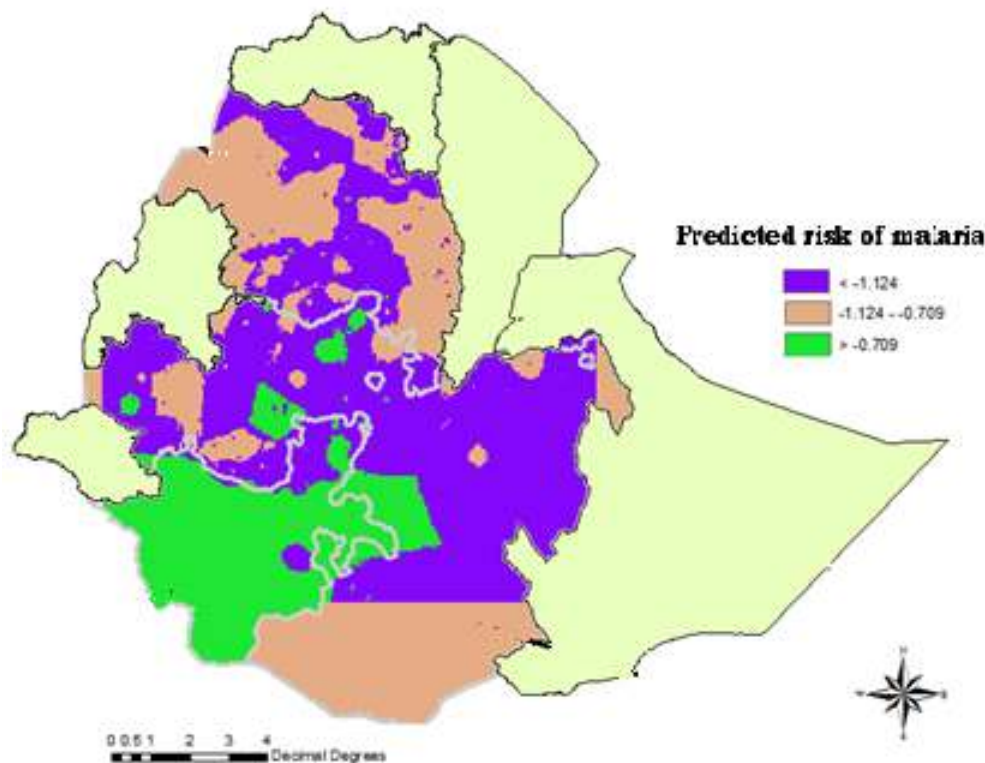 Predicted risk of malaria
< -1.124
-1.124 - -0.709
> -0.709
N
0 0.5 1 2 3 4
Decimal Degrees